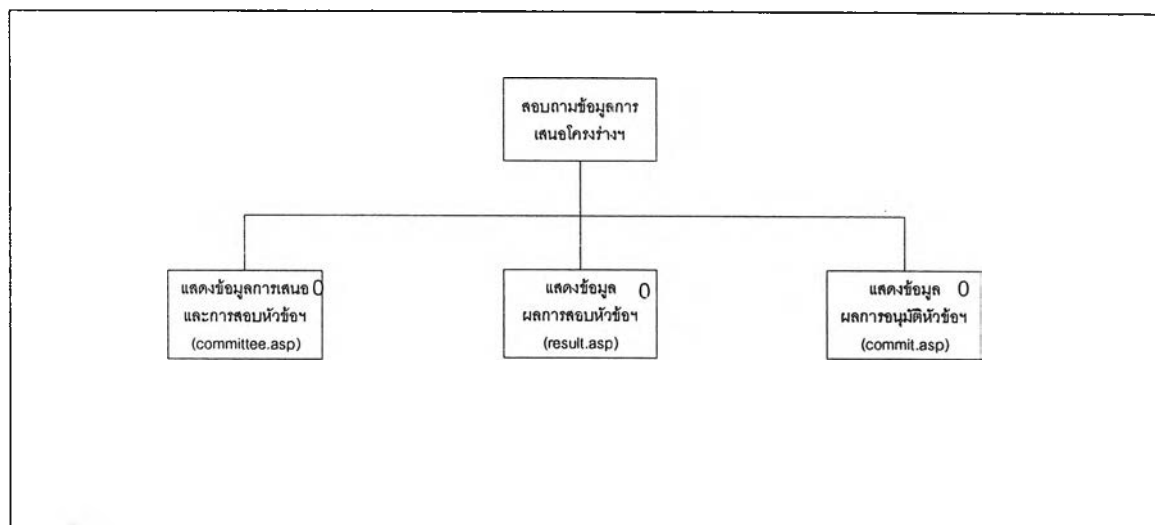 สอบถามข้อมูลการ
เสนอโครงร่างฯ
แสดงข้อมูลการเสนอ 0
และการสอบหัวข้อฯ
(committee.asp)
แสดงข้อมูล 0
ผลการสอบหัวข้อฯ
(result.asp)
แสดงข้อมูล 0
ผลการอนุมัติหัวข้อฯ
(commit.asp)